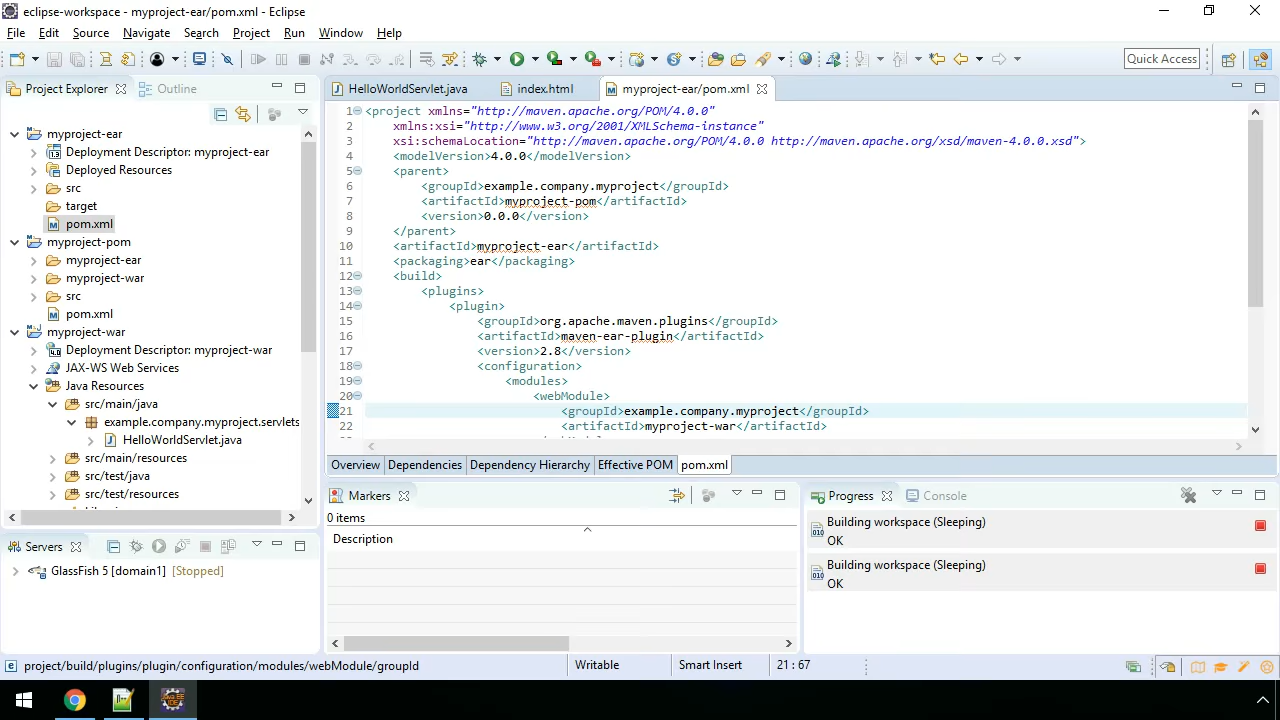 eclipse-workspace - myproject-ear/pom.xml - Eclipse
File Edit Source Navigate Search Project Run Window Help
Quick Access
Project Explorer
Outline
myproject-ear
Deployment Descriptor: myproject-ear
Deployed Resources
src
target
pom.xml
myproject-pom
myproject-ear
myproject-war
src
pom.xml
myproject-war
Deployment Descriptor: myproject-war
JAX-WS Web Services
Java Resources
src/main/java
example.company.myproject.servlets
HelloWorldServlet.java
src/main/resources
src/test/java
src/test/resources
HelloWorldServlet.java
index.html
myproject-ear/pom.xml
1 <project xmlns="http://maven.apache.org/POM/4.0.0"
2 xmlns:xsi="http://www.w3.org/2001/XMLSchema-instance"
3 xsi:schemaLocation="http://maven.apache.org/POM/4.0.0 http://maven.apache.org/xsd/maven-4.0.0.xsd">
4 <modelVersion>4.0.0</modelVersion>
5 <parent>
6 <groupId>example.company.myproject</groupId>
7 <artifactId>myproject-pom</artifactId>
8 <version>0.0.0</version>
9 </parent>
10 <artifactId>myproject-ear</artifactId>
11 <packaging>ear</packaging>
12 <build>
13 <plugins>
14 <plugin>
15 <groupId>org.apache.maven.plugins</groupId>
16 <artifactId>maven-ear-plugin</artifactId>
17 <version>2.8</version>
18 <configuration>
19 <modules>
20 <webModule>
21 <groupId>example.company.myproject</groupId>
22 <artifactId>myproject-war</artifactId>
Overview Dependencies Dependency Hierarchy Effective POM pom.xml
Servers
GlassFish 5 [domain1] [Stopped]
Markers
0 items
Description
Progress
Console
Building workspace (Sleeping)
OK
Building workspace (Sleeping)
OK
project/build/plugins/plugin/configuration/modules/webModule/groupId
Writable
Smart Insert
21 : 67